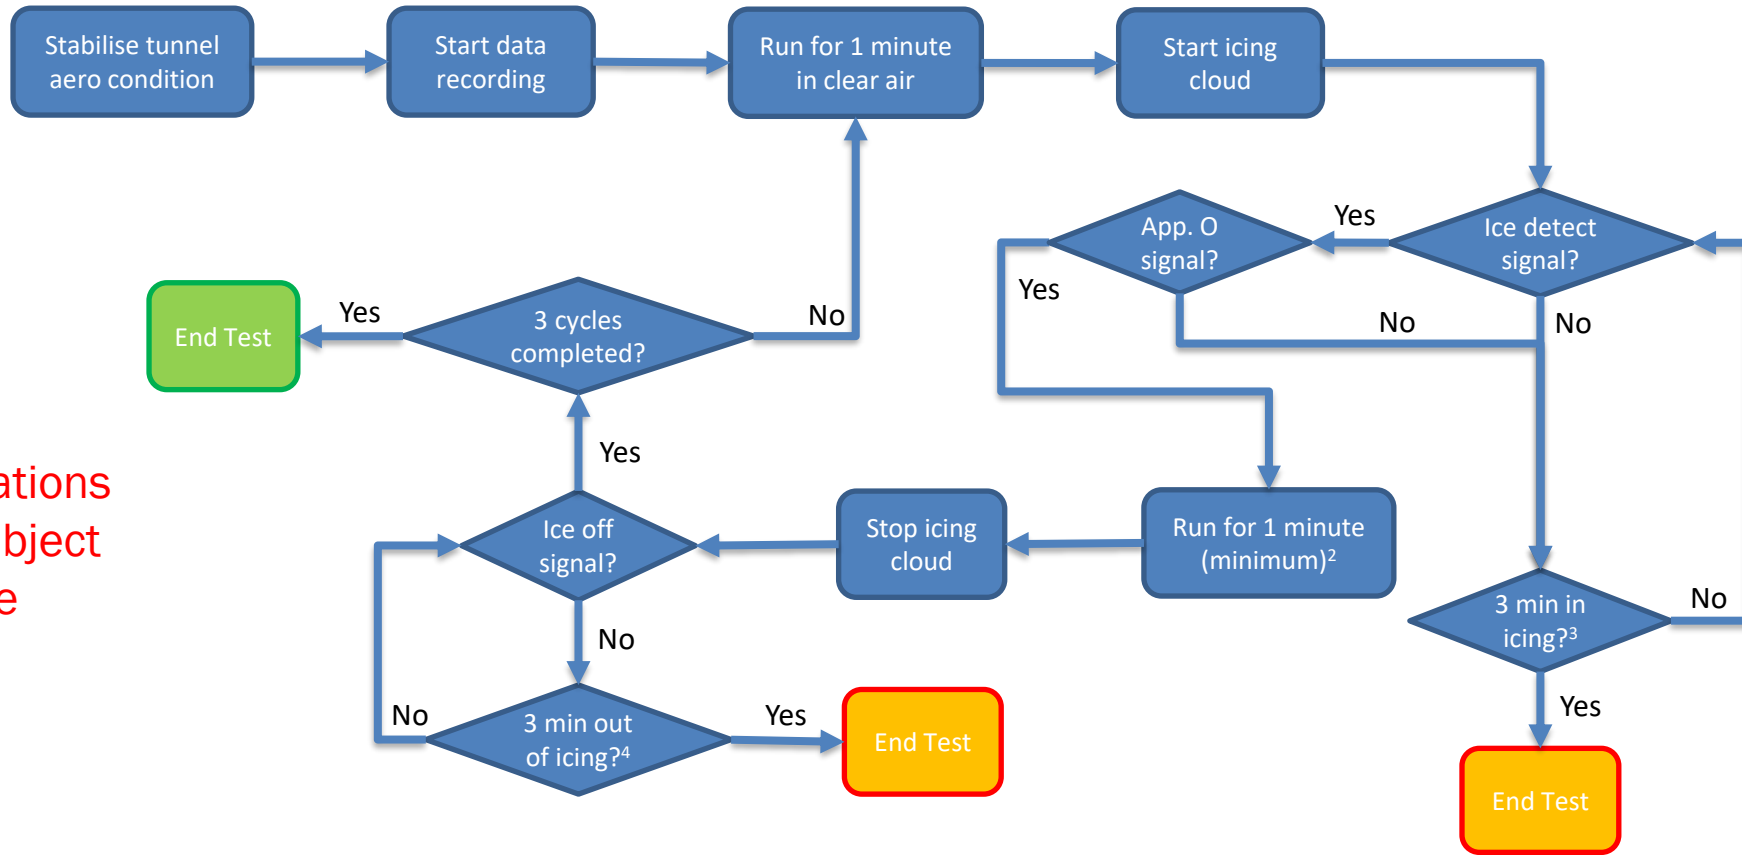 Stabilise tunnel
aero condition
Start data
recording
Run for 1 minute
in clear air
Start icing
cloud
Ice detect
signal?
Yes
No
App. O
signal?
Yes
No
3 cycles
completed?
Yes
No
End Test
Yes
ations
bject
e
Ice off
signal?
Stop icing
cloud
Run for 1 minute
(minimum)²
3 min in
icing?³
No
Yes
End Test
No
3 min out
of icing?⁴
No
Yes
End Test